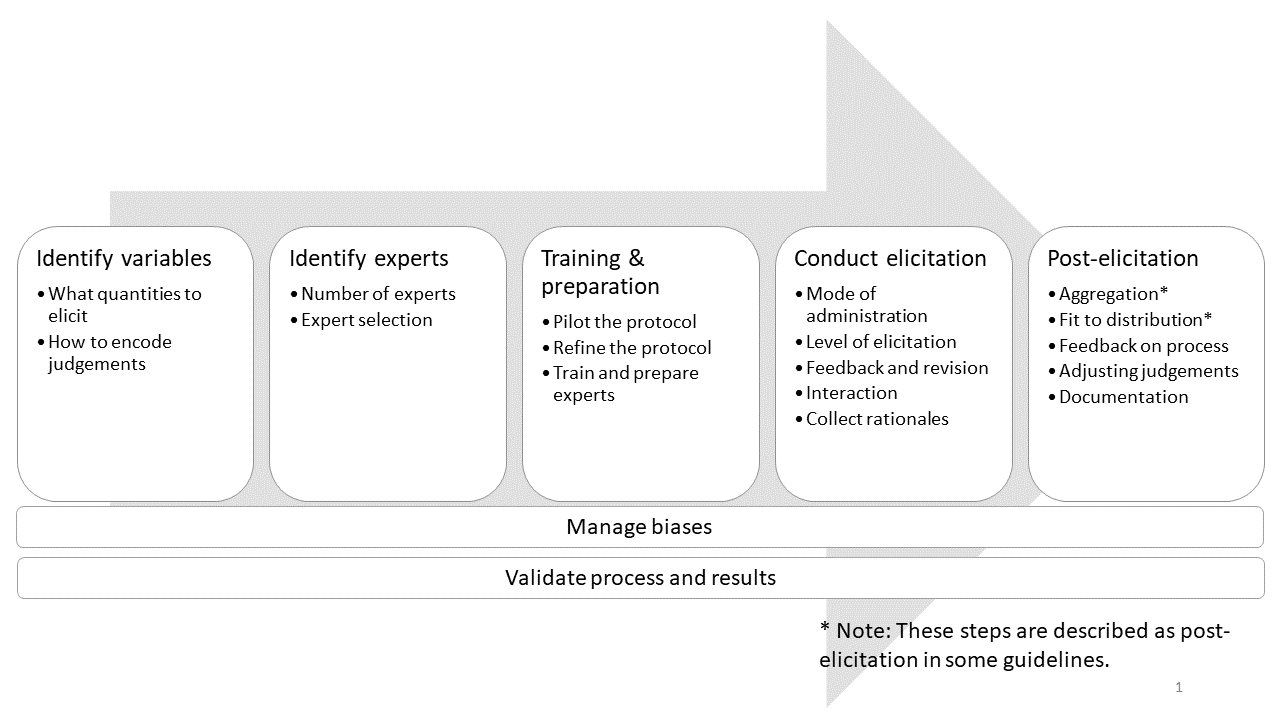 Identify variables
• What quantities to
elicit
• How to encode
judgements
Identify experts
• Number of experts
• Expert selection
Training &
preparation
• Pilot the protocol
• Refine the protocol
• Train and prepare
experts
Conduct elicitation
• Mode of
administration
• Level of elicitation
• Feedback and revision
• Interaction
• Collect rationales
Post-elicitation
• Aggregation*
• Fit to distribution*
• Feedback on process
• Adjusting judgements
• Documentation
Manage biases
Validate process and results
* Note: These steps are described as post-
elicitation in some guidelines.
1